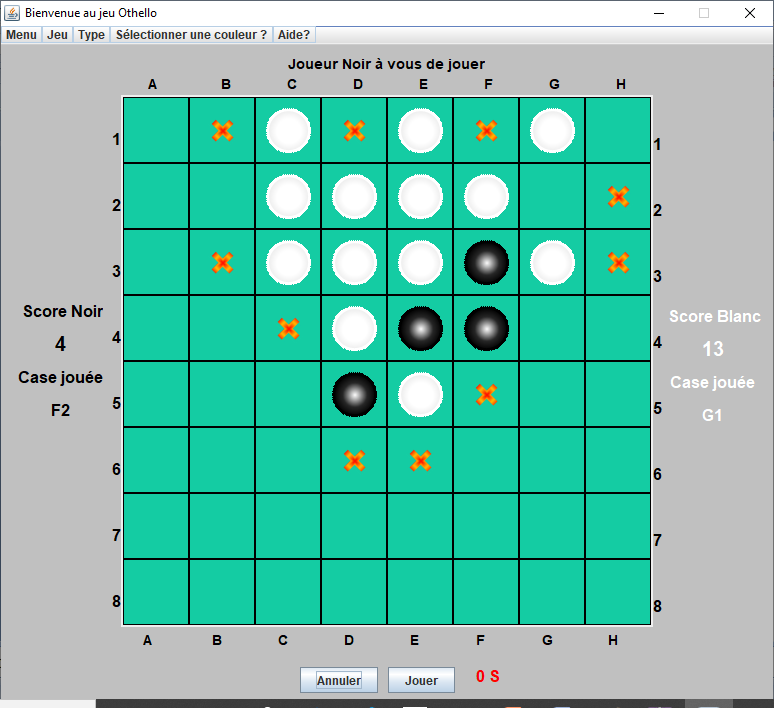 Bienvenue au jeu Othello
Menu Jeu Type Sélectionner une couleur ? Aide?
Joueur Noir à vous de jouer
A B C D E F G H
1 1
2 2
3 3
4 4
5 5
6 6
7 7
8 8
Score Noir
4
Case jouée
F2
Score Blanc
13
Case jouée
G1
A B C D E F G H
Annuler Jouer 0 S